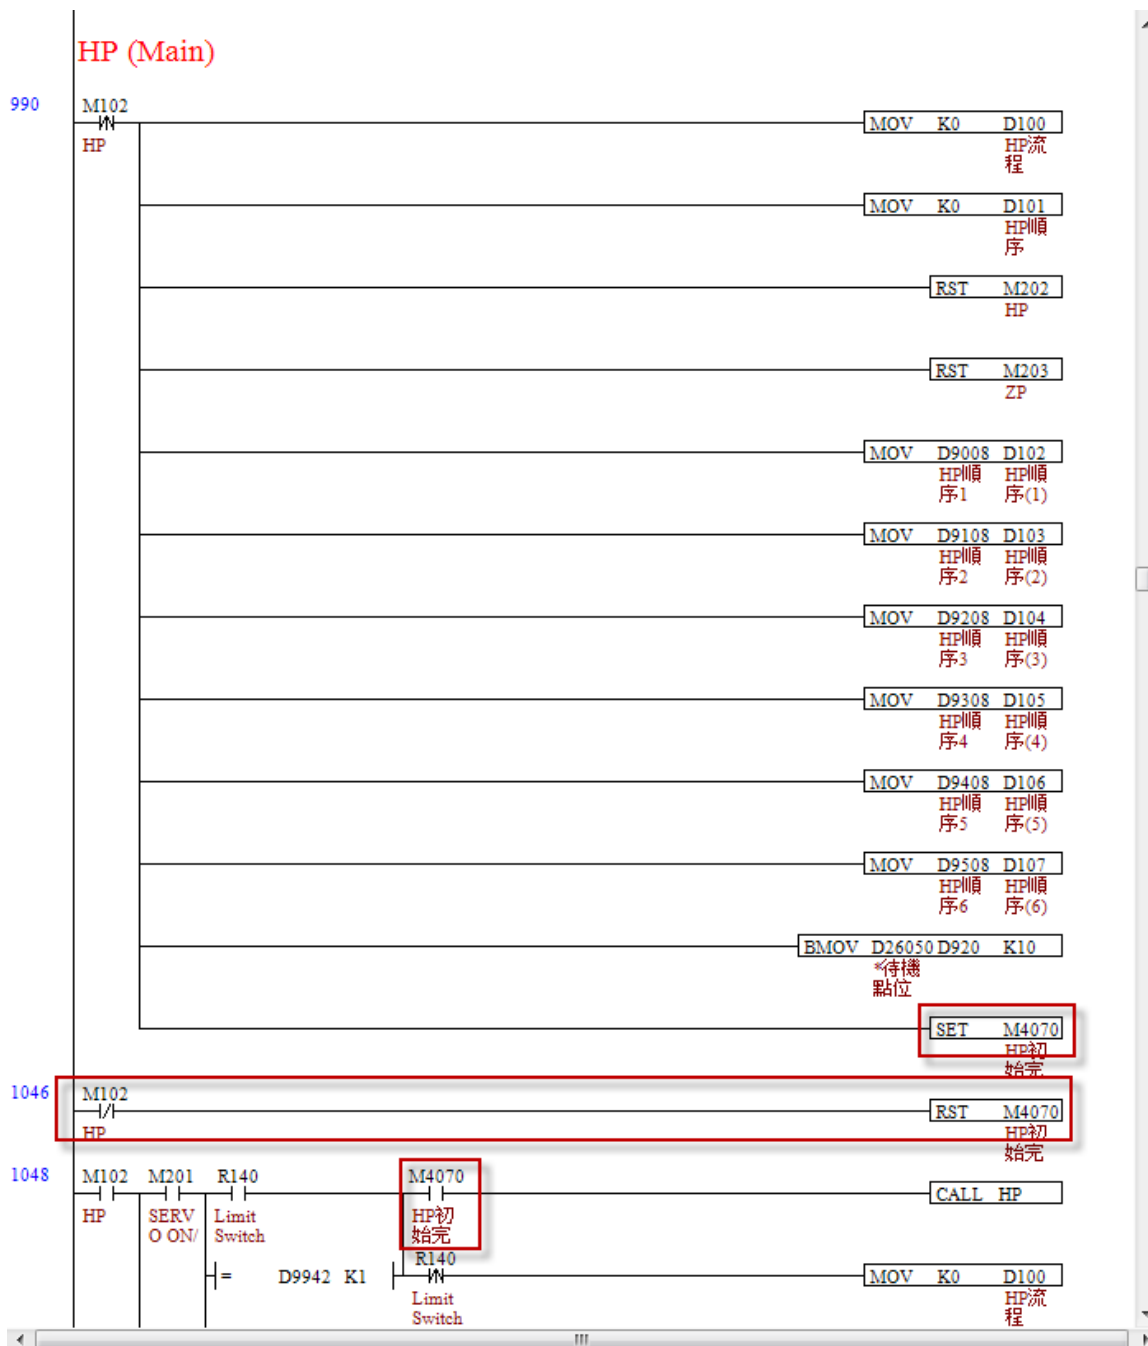 HP (Main)
990
M102
HP
MOV K0 D100
HP流
程
MOV K0 D101
HP順
序
RST M202
HP
RST M203
ZP
MOV D9008 D102
HP順 HP順
序1 序(1)
MOV D9108 D103
HP順 HP順
序2 序(2)
MOV D9208 D104
HP順 HP順
序3 序(3)
MOV D9308 D105
HP順 HP順
序4 序(4)
MOV D9408 D106
HP順 HP順
序5 序(5)
MOV D9508 D107
HP順 HP順
序6 序(6)
BMOV D26050 D920 K10
*待機
點位
SET M4070
HP初
始完
1046
M102
HP
RST M4070
HP初
始完
1048
M102 M201 R140 M4070
CALL HP
HP SERV Limit HP初
O ON/ Switch 始完
= D9942 K1 R140
MOV K0 D100
Limit HP流
Switch 程